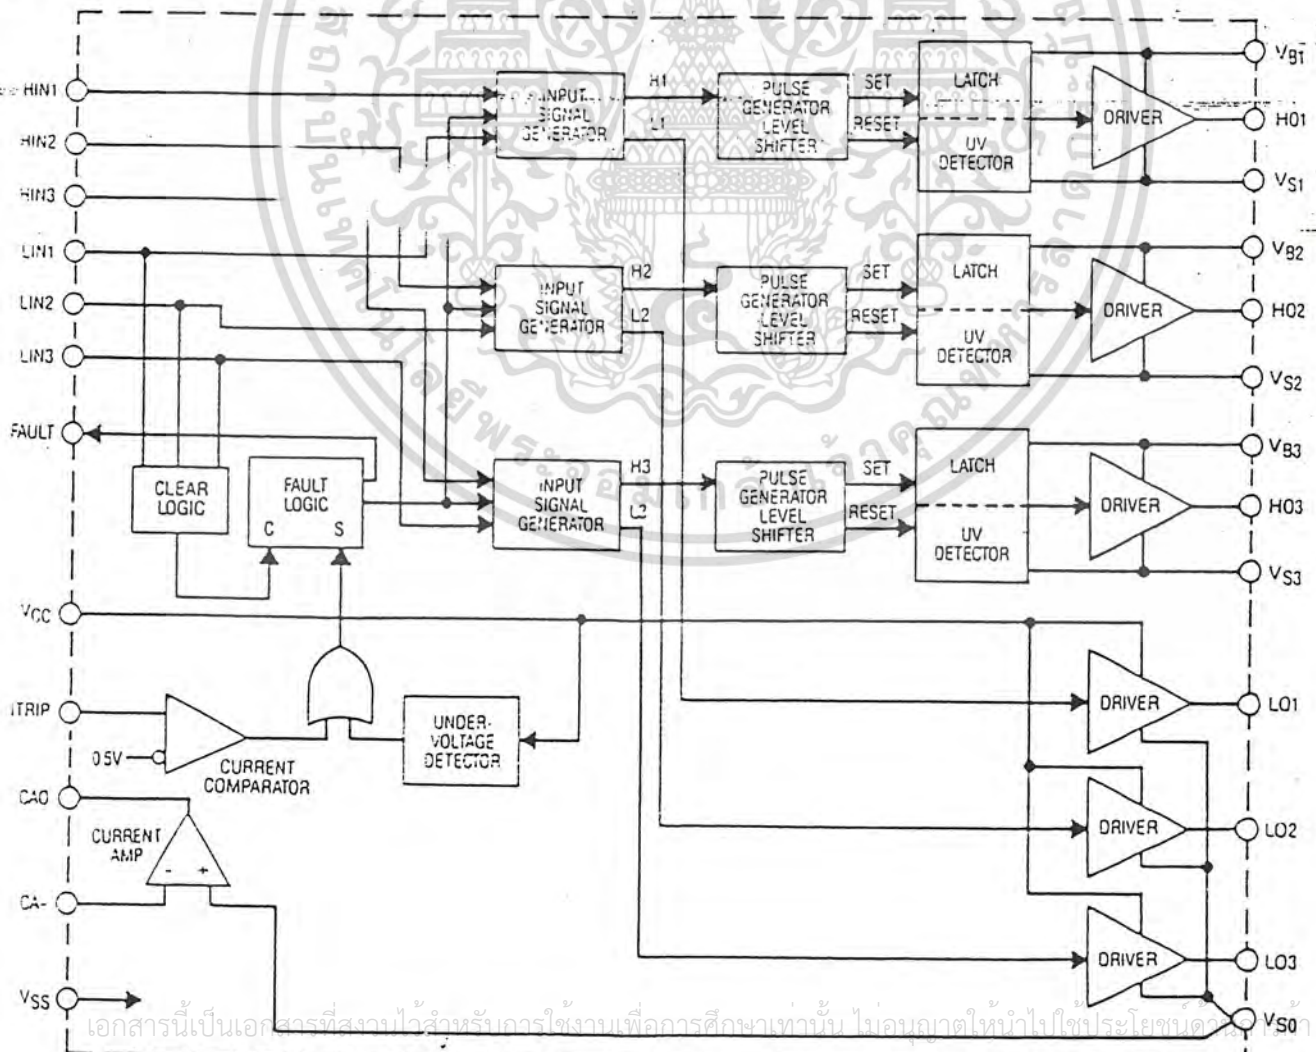 HIN1
HIN2
HIN3
LIN1
LIN2
LIN3
FAULT
VCC
ITRIP
0.5V
CAO
CA-
VSS
INPUT
SIGNAL
GENERATOR
H1
L1
PULSE
GENERATOR
LEVEL
SHIFTER
SET
RESET
LATCH
UV
DETECTOR
DRIVER
VB1
HO1
VS1
INPUT
SIGNAL
GENERATOR
H2
L2
PULSE
GENERATOR
LEVEL
SHIFTER
SET
RESET
LATCH
UV
DETECTOR
DRIVER
VB2
HO2
VS2
CLEAR
LOGIC
FAULT
LOGIC
C S
INPUT
SIGNAL
GENERATOR
H3
PULSE
GENERATOR
LEVEL
SHIFTER
SET
RESET
LATCH
UV
DETECTOR
DRIVER
VB3
HO3
VS3
CURRENT
COMPARATOR
UNDER-
VOLTAGE
DETECTOR
DRIVER
LO1
CURRENT
AMP
- +
DRIVER
LO2
DRIVER
LO3
VS0
เอกสารนี้เป็นเอกสารที่สงวนไว้สำหรับการใช้งานเพื่อการศึกษาเท่านั้น ไม่อนุญาตให้นำไปใช้ประโยชน์ด้านการค้า